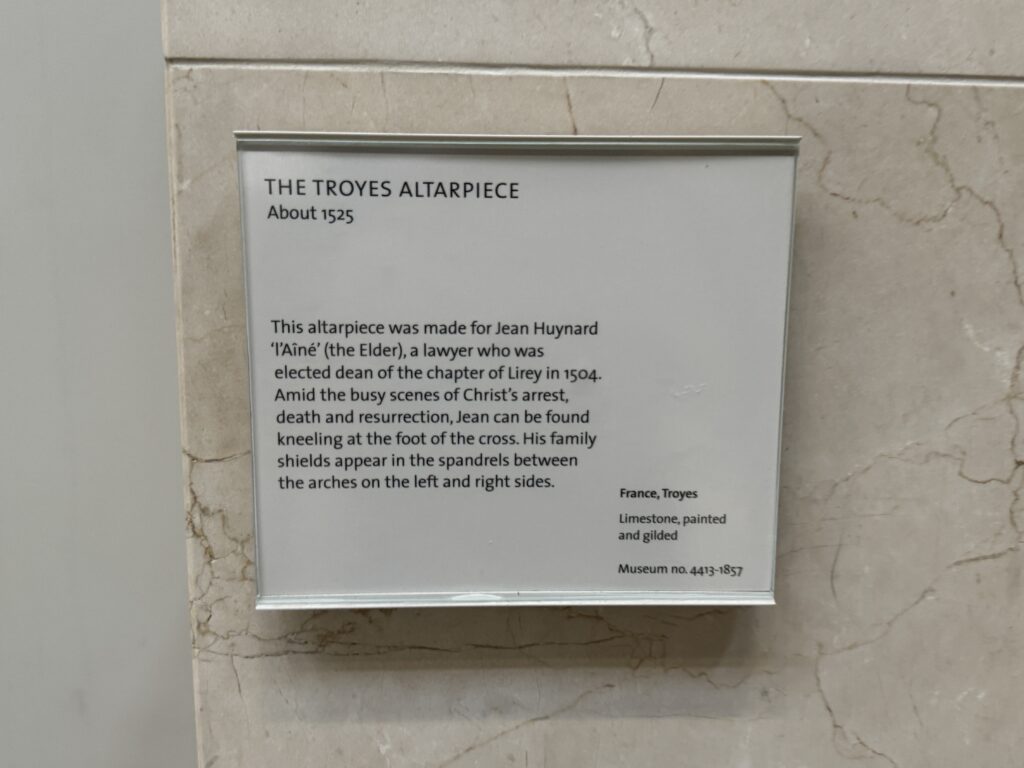 THE TROYES ALTARPIECE
About 1525
This altarpiece was made for Jean Huynard
‘l’Aîné’ (the Elder), a lawyer who was
elected dean of the chapter of Lirey in 1504.
Amid the busy scenes of Christ’s arrest,
death and resurrection, Jean can be found
kneeling at the foot of the cross. His family
shields appear in the spandrels between
the arches on the left and right sides.
France, Troyes
Limestone, painted
and gilded
Museum no. 4413-1857